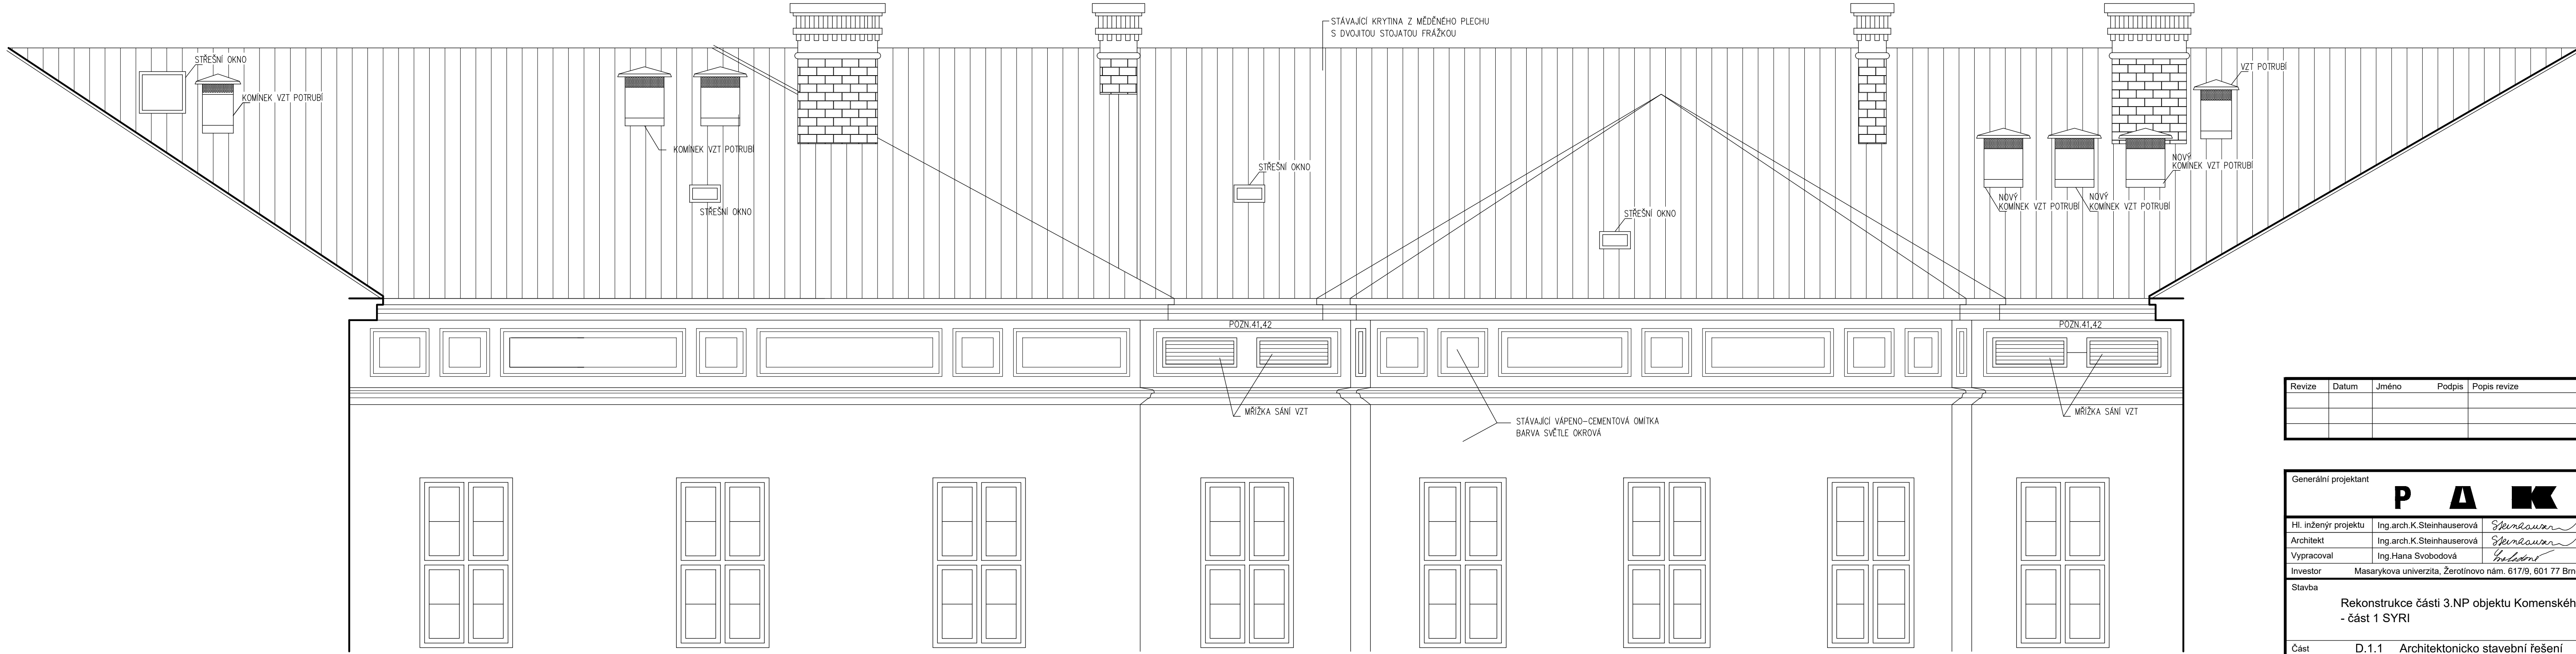 STÁVAJÍCÍ KRYTINA Z MĚDĚNÉHO PLECHU
S DVOJITOU STOJATOU FRÁŽKOU
STŘEŠNÍ OKNO
KOMÍNEK VZT POTRUBÍ
KOMÍNEK VZT POTRUBÍ
STŘEŠNÍ OKNO
STŘEŠNÍ OKNO
STŘEŠNÍ OKNO
VZT POTRUBÍ
NOVÝ
KOMÍNEK VZT POTRUBÍ
NOVÝ
KOMÍNEK VZT POTRUBÍ
NOVÝ
KOMÍNEK VZT POTRUBÍ
POZN.41,42
POZN.41,42
MŘÍŽKA SÁNÍ VZT
MŘÍŽKA SÁNÍ VZT
STÁVAJÍCÍ VÁPENO-CEMENTOVÁ OMÍTKA
BARVA SVĚTLE OKROVÁ
Revize Datum Jméno Podpis Popis revize
Generální projektant
P A K
Hl. inženýr projektu Ing.arch.K.Steinhauserová
Architekt Ing.arch.K.Steinhauserová
Vypracoval Ing.Hana Svobodová
Investor Masarykova univerzita, Žerotínovo nám. 617/9, 601 77 Brn
Stavba
Rekonstrukce části 3.NP objektu Komenskéh
- část 1 SYRI
Část D.1.1 Architektonicko stavební řešení